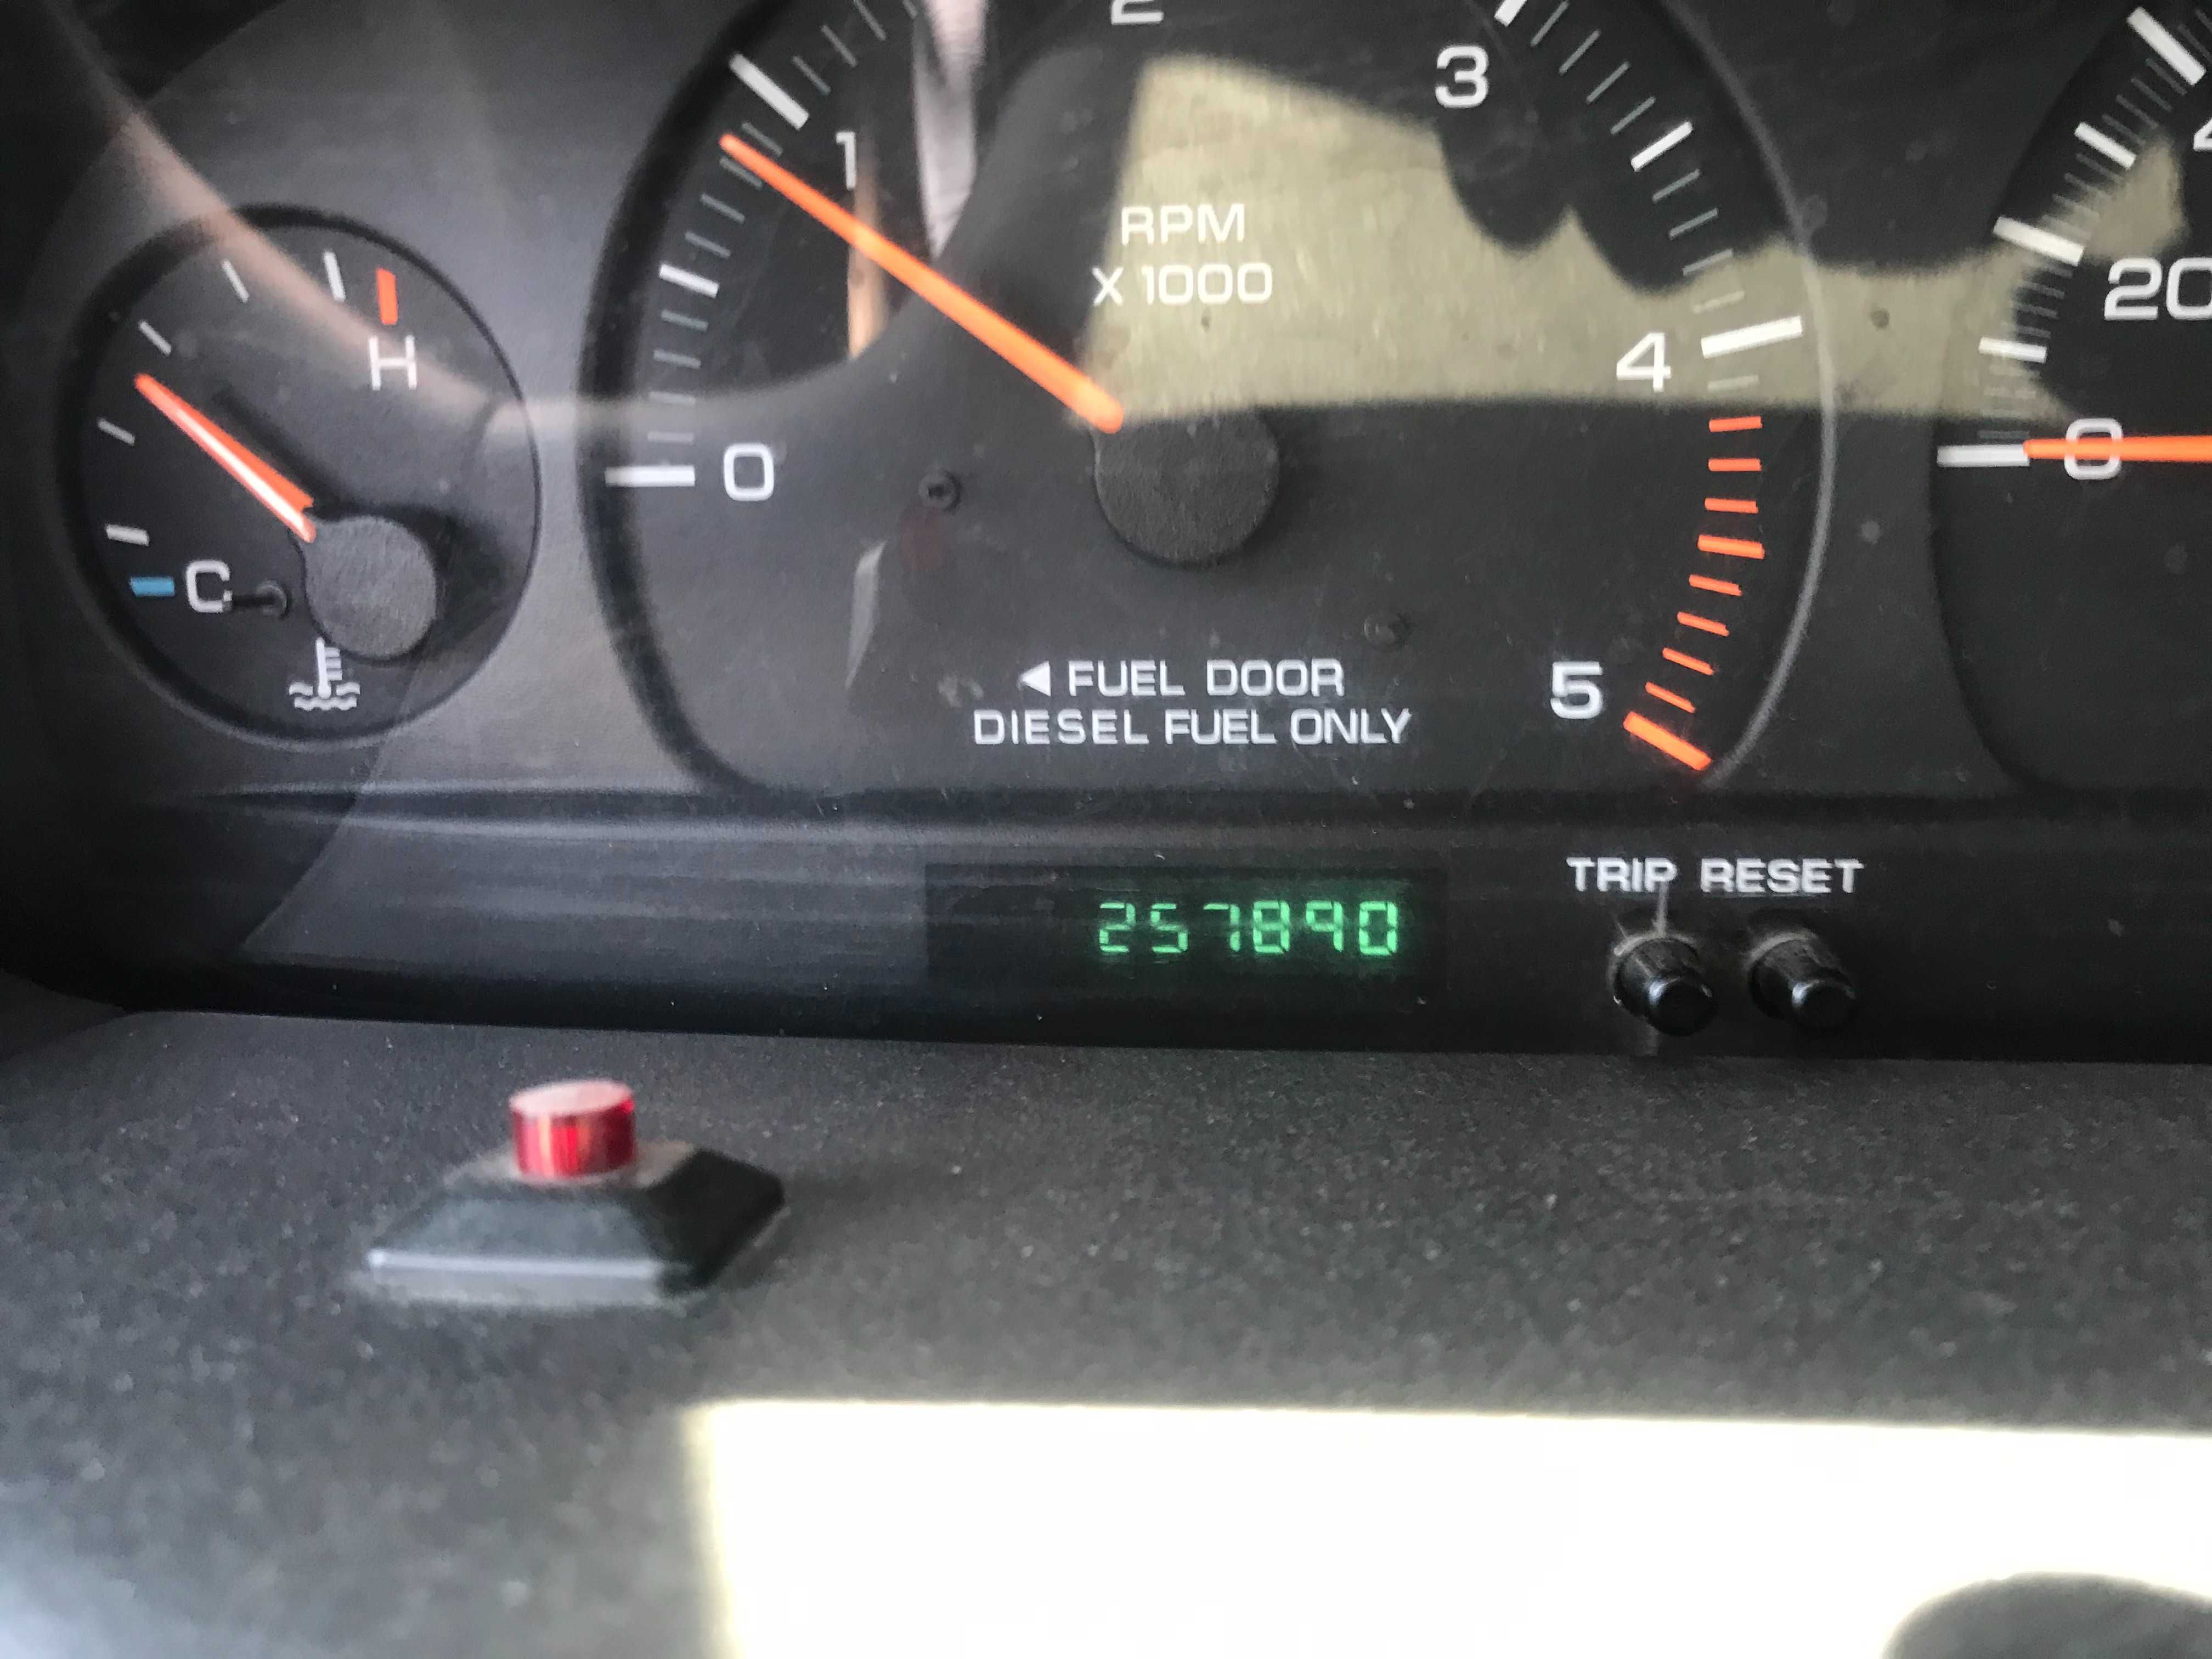 2
3
1
RPM
X 1000
4
20
H
0
0
C
FUEL DOOR
DIESEL FUEL ONLY
5
TRIP RESET
257890